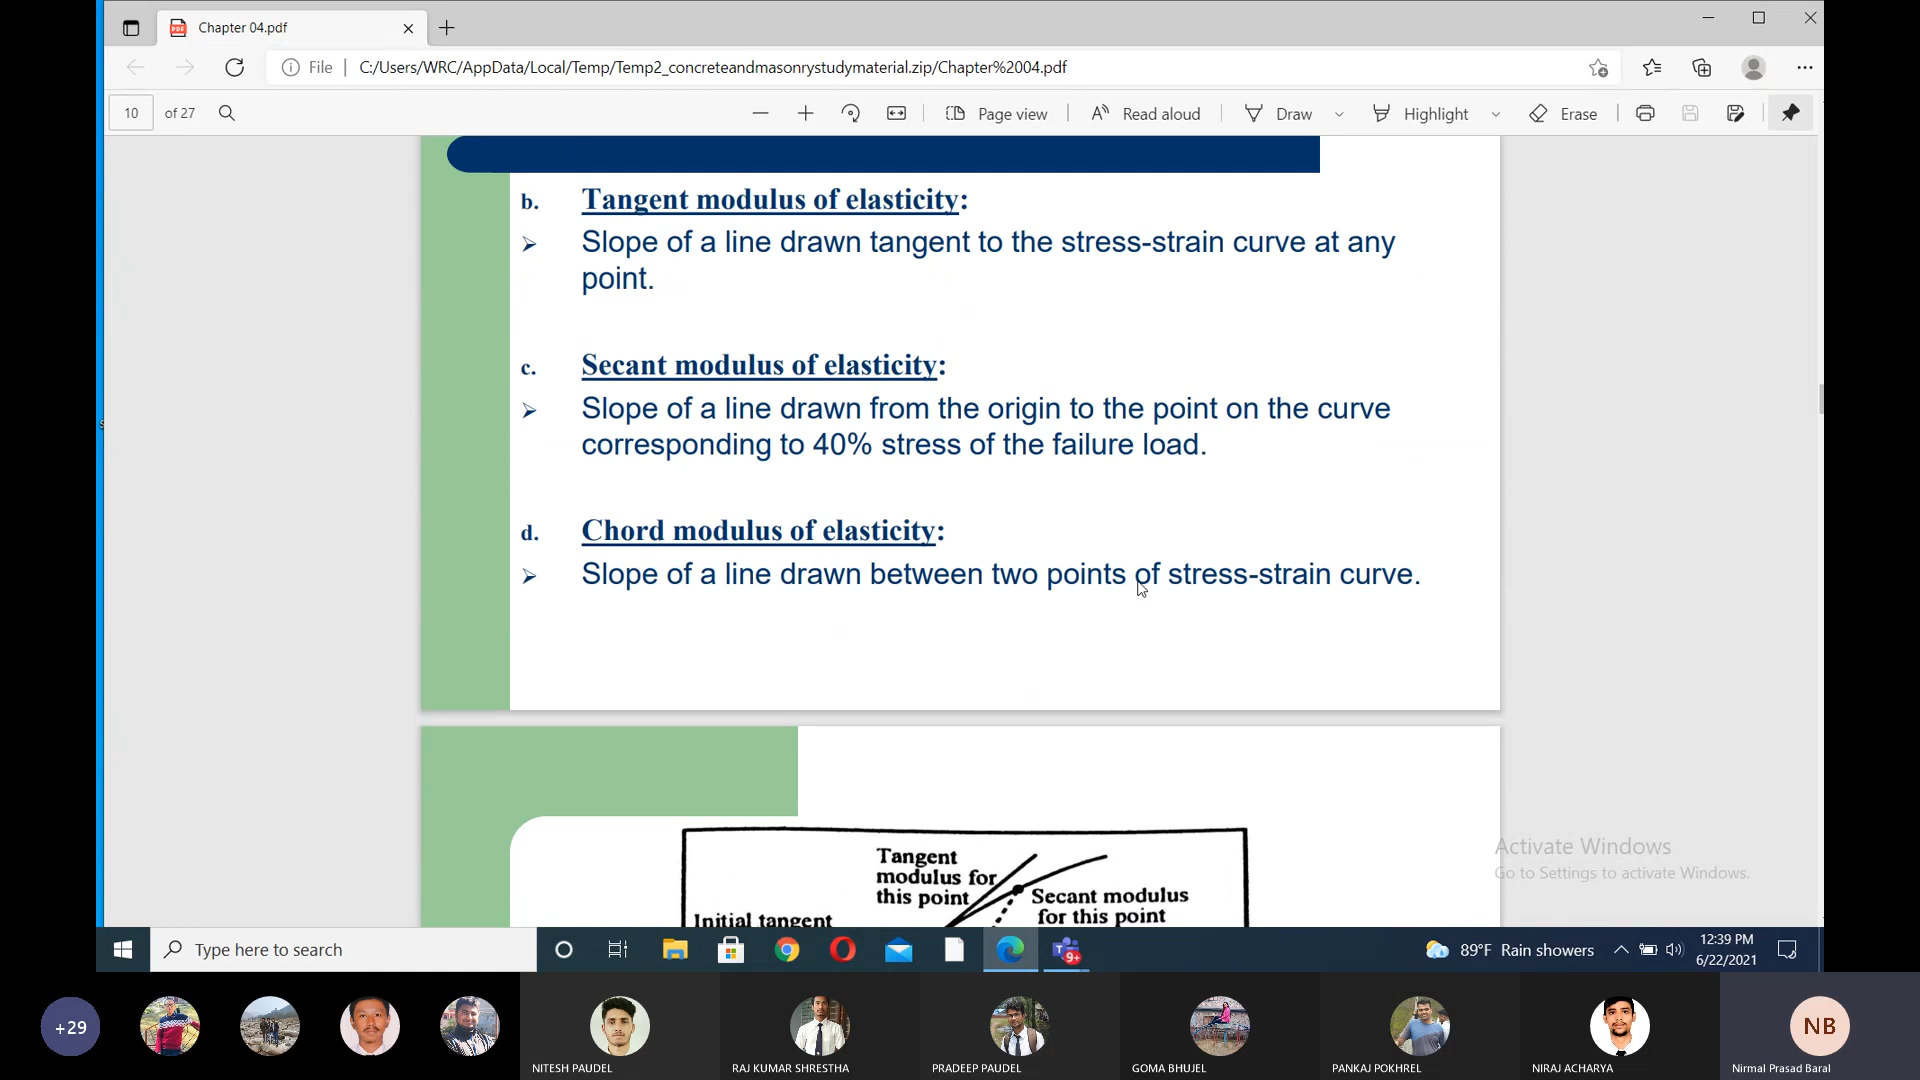 Chapter 04.pdf
File
C:/Users/WRC/AppData/Local/Temp/Temp2_concreteandmasonrystudymaterial.zip/Chapter%2004.pdf
10 of 27
Page view
Read aloud
Draw
Highlight
Erase
b. Tangent modulus of elasticity:
➢ Slope of a line drawn tangent to the stress-strain curve at any
point.
c. Secant modulus of elasticity:
➢ Slope of a line drawn from the origin to the point on the curve
corresponding to 40% stress of the failure load.
d. Chord modulus of elasticity:
➢ Slope of a line drawn between two points of stress-strain curve.
Tangent
modulus for
this point
Secant modulus
for this point
Initial tangent
Activate Windows
Go to Settings to activate Windows.
Type here to search
9+
89°F Rain showers
12:39 PM
6/22/2021
+29
NB
NITESH PAUDEL
RAJ KUMAR SHRESTHA
PRADEEP PAUDEL
GOMA BHUJEL
PANKAJ POKHREL
NIRAJ ACHARYA
Nirmal Prasad Baral